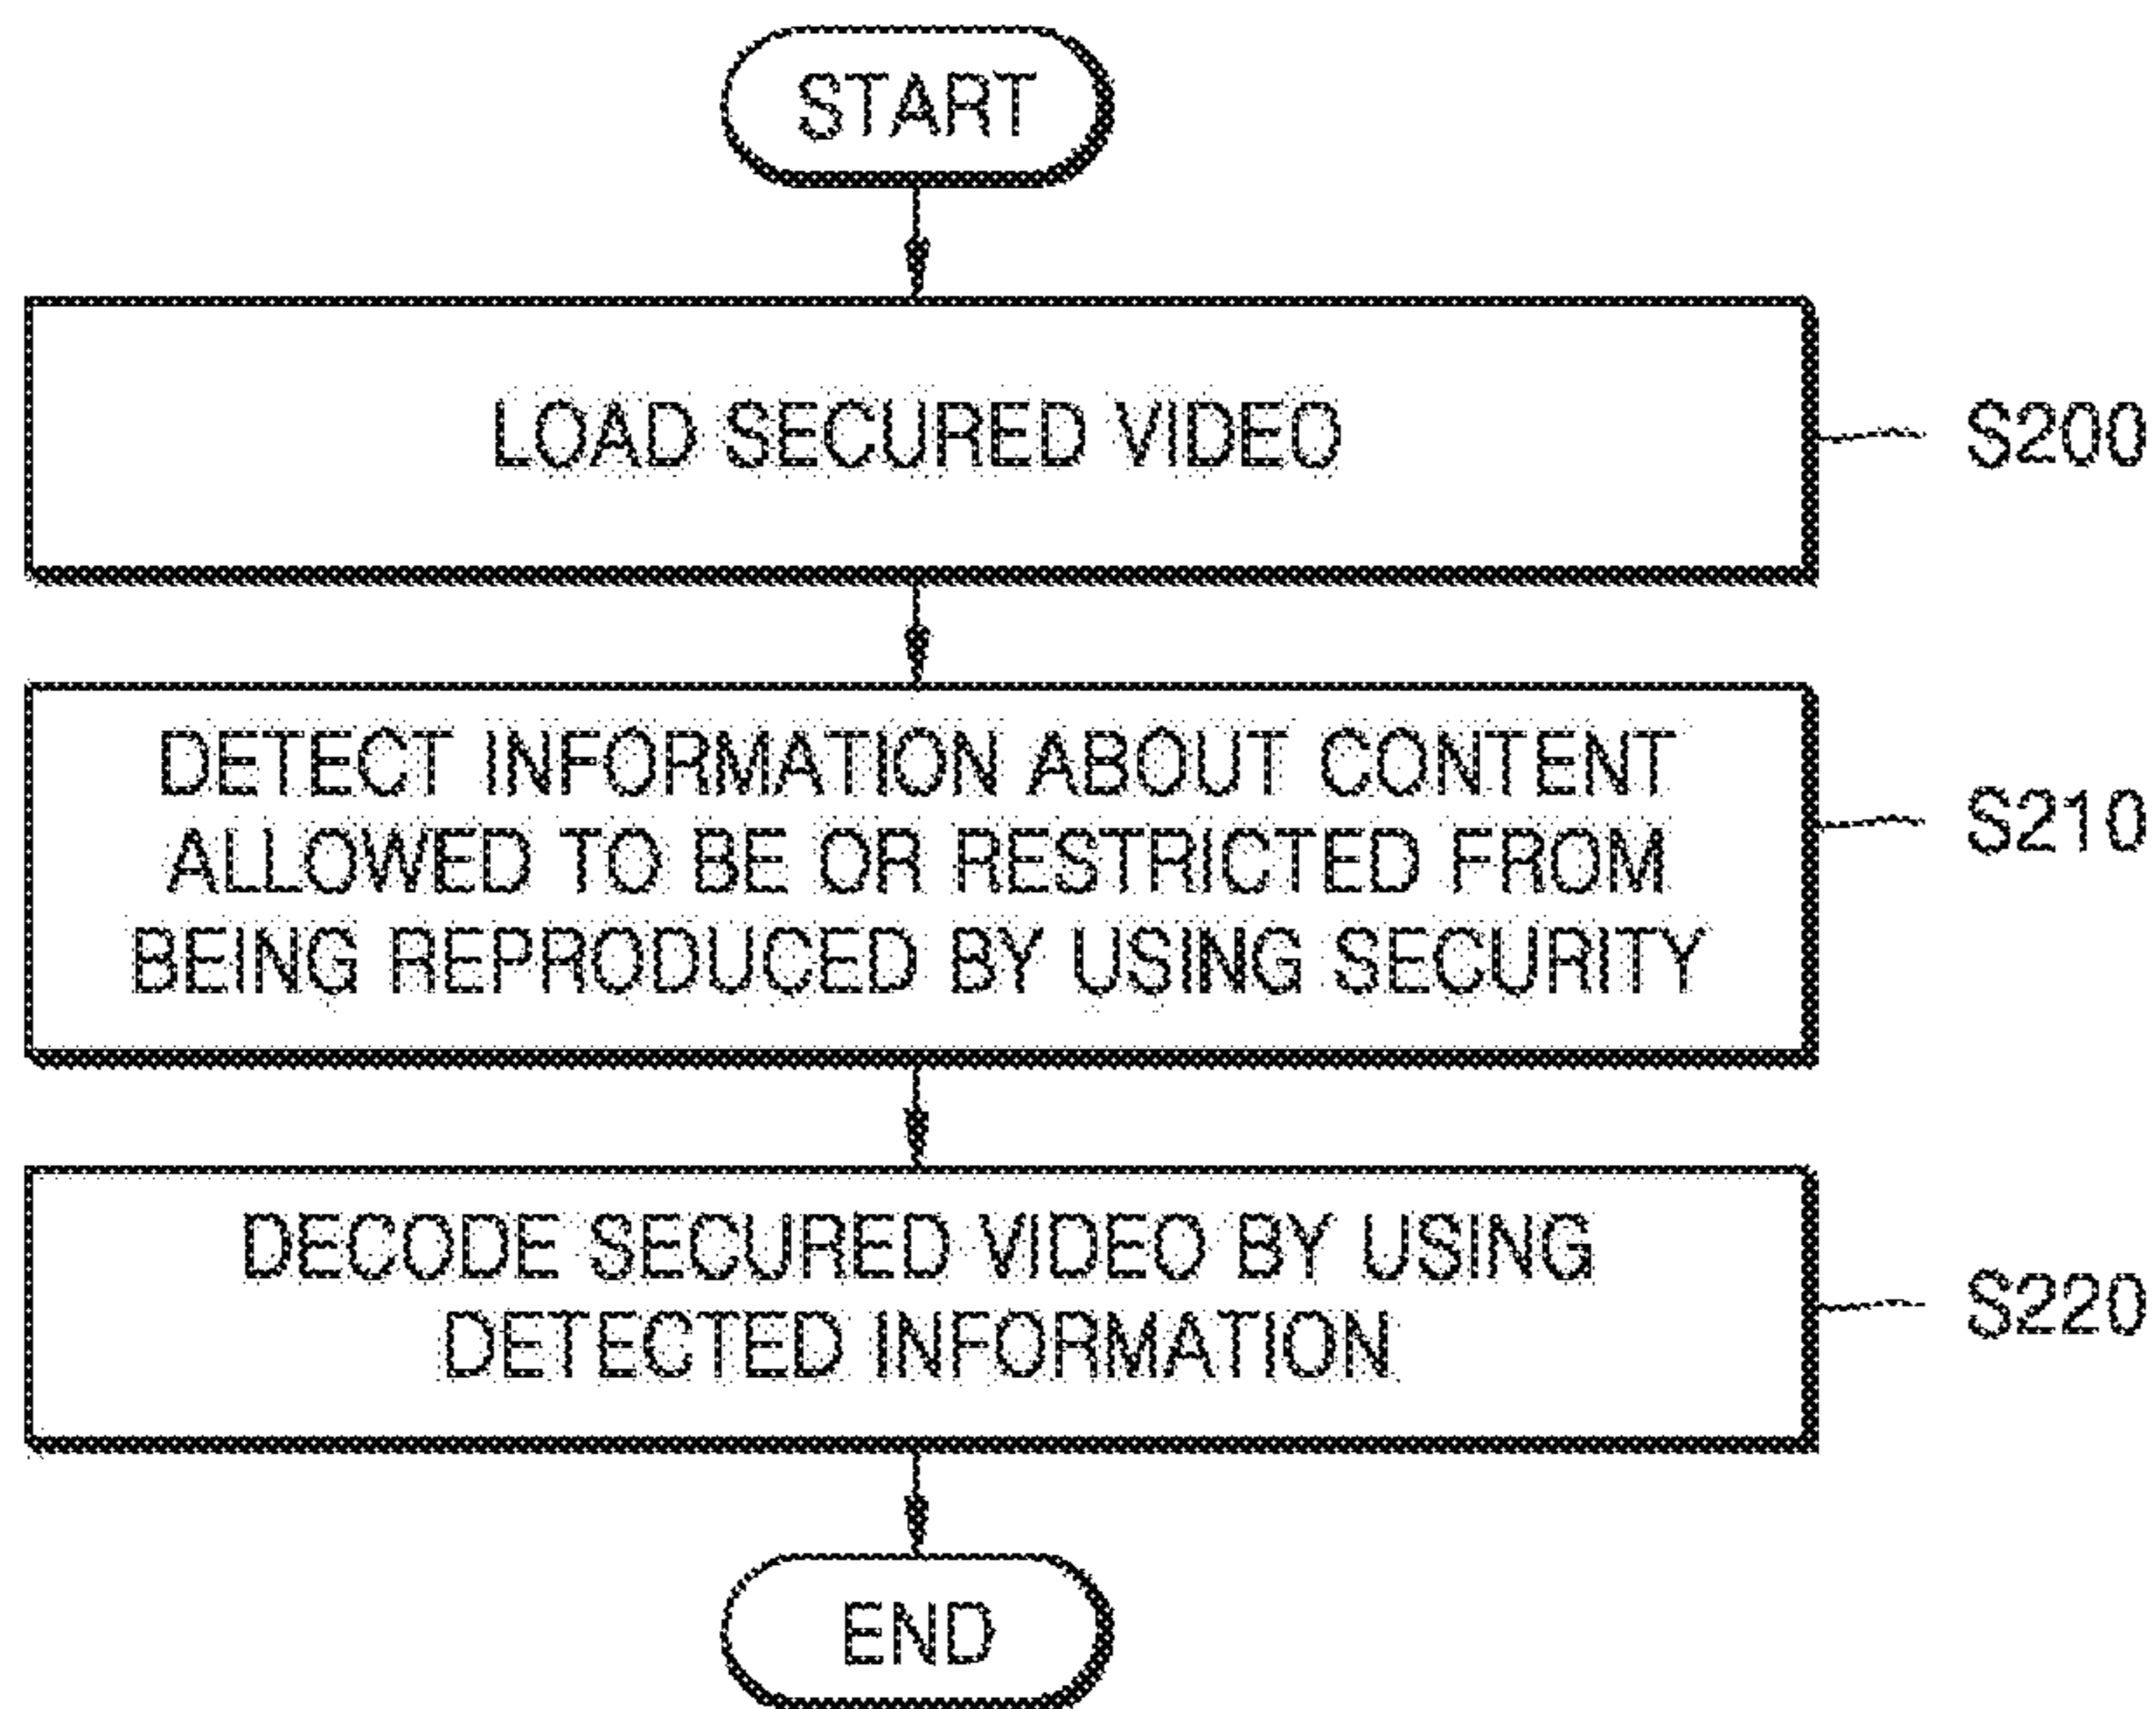 START
LOAD SECURED VIDEO
S200
DETECT INFORMATION ABOUT CONTENT
ALLOWED TO BE OR RESTRICTED FROM
BEING REPRODUCED BY USING SECURITY
S210
DECODE SECURED VIDEO BY USING
DETECTED INFORMATION
S220
END